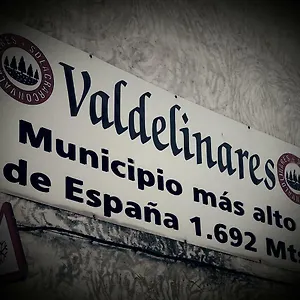 Valdelinares
Municipio más alto
de España 1.692 Mts